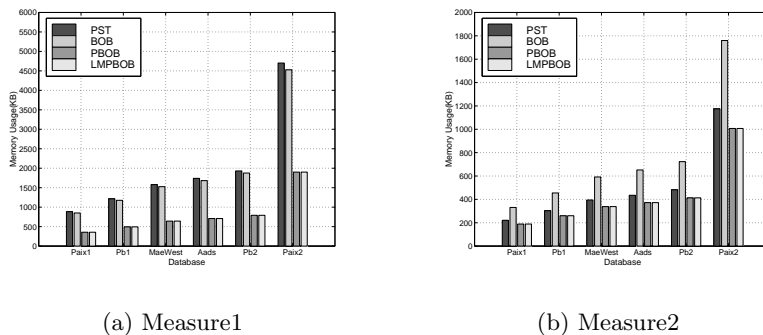 6000
5500
5000
4500
4000
3500
3000
2500
2000
1500
1000
500
0
Memory Usage(KB)
PST
BOB
PBOB
LMPBOB
Paix1 Pb1 MaeWest Aads Pb2 Paix2
Database
(a) Measure1
2000
1800
1600
1400
1200
1000
800
600
400
200
0
Memory Usage(KB)
PST
BOB
PBOB
LMPBOB
Paix1 Pb1 MaeWest Aads Pb2 Paix2
Database
(b) Measure2